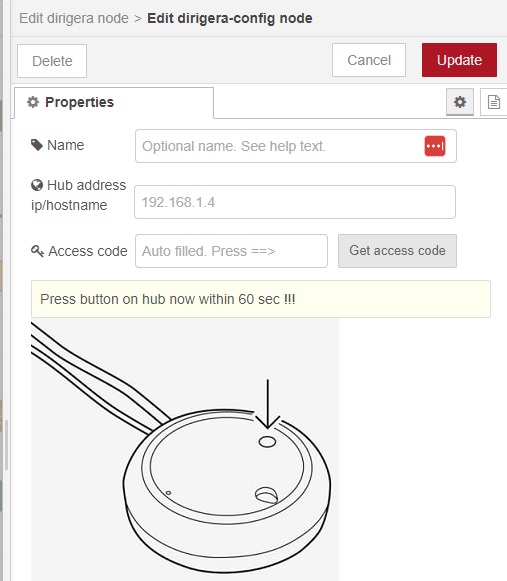 Edit dirigera node > Edit dirigera-config node
Delete
Cancel
Update
Properties
Name
Optional name. See help text.
Hub address
ip/hostname
192.168.1.4
Access code
Auto filled. Press ==>
Get access code
Press button on hub now within 60 sec !!!